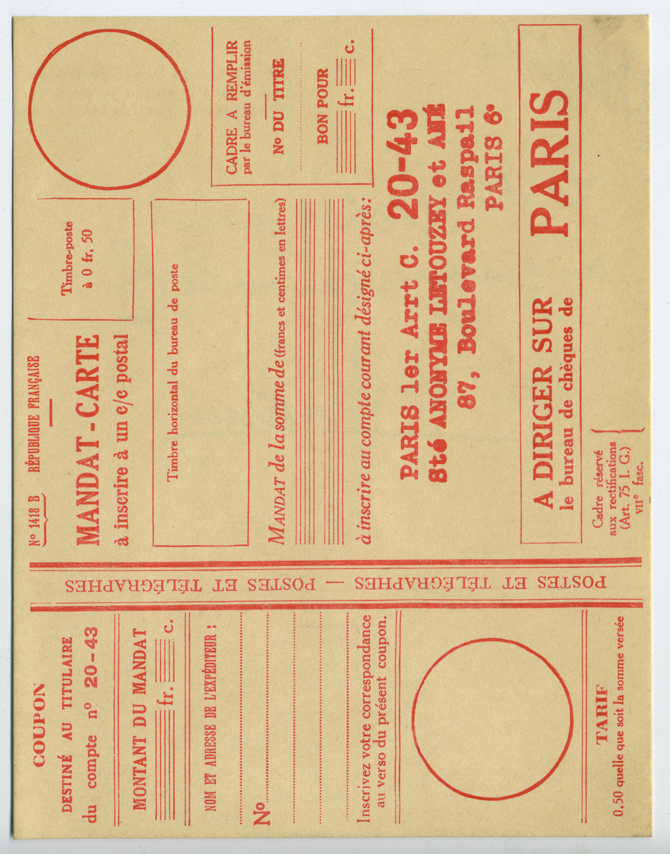 COUPON
DESTINÉ AU TITULAIRE
du compte nº 20-43
MONTANT DU MANDAT
fr. c.
NOM ET ADRESSE DE L'EXPÉDITEUR :
No
Inscrivez votre correspondance
au verso du présent coupon.
TARIF
0.50 quelle que soit la somme versée
POSTES ET TÉLÉGRAPHES — POSTES ET TÉLÉGRAPHES
Nº 1418 B
RÉPUBLIQUE FRANÇAISE
MANDAT-CARTE
à inscrire à un c/c postal
Timbre-poste
à 0 fr, 50
Timbre horizontal du bureau de poste
CADRE A REMPLIR
par le bureau d'émission
No DU TITRE
BON POUR
fr. c.
MANDAT de la somme de (francs et centimes en lettres)
à inscrire au compte courant désigné ci-après:
PARIS 1er Arrt C. 20-43
Sté ANONYME LETOUZEY et ANÉ
87, Boulevard Raspail
PARIS 6e
A DIRIGER SUR
le bureau de chèques de
PARIS
Cadre réservé
aux rectifications
(Art. 75 I. G.)
VIIe fasc.